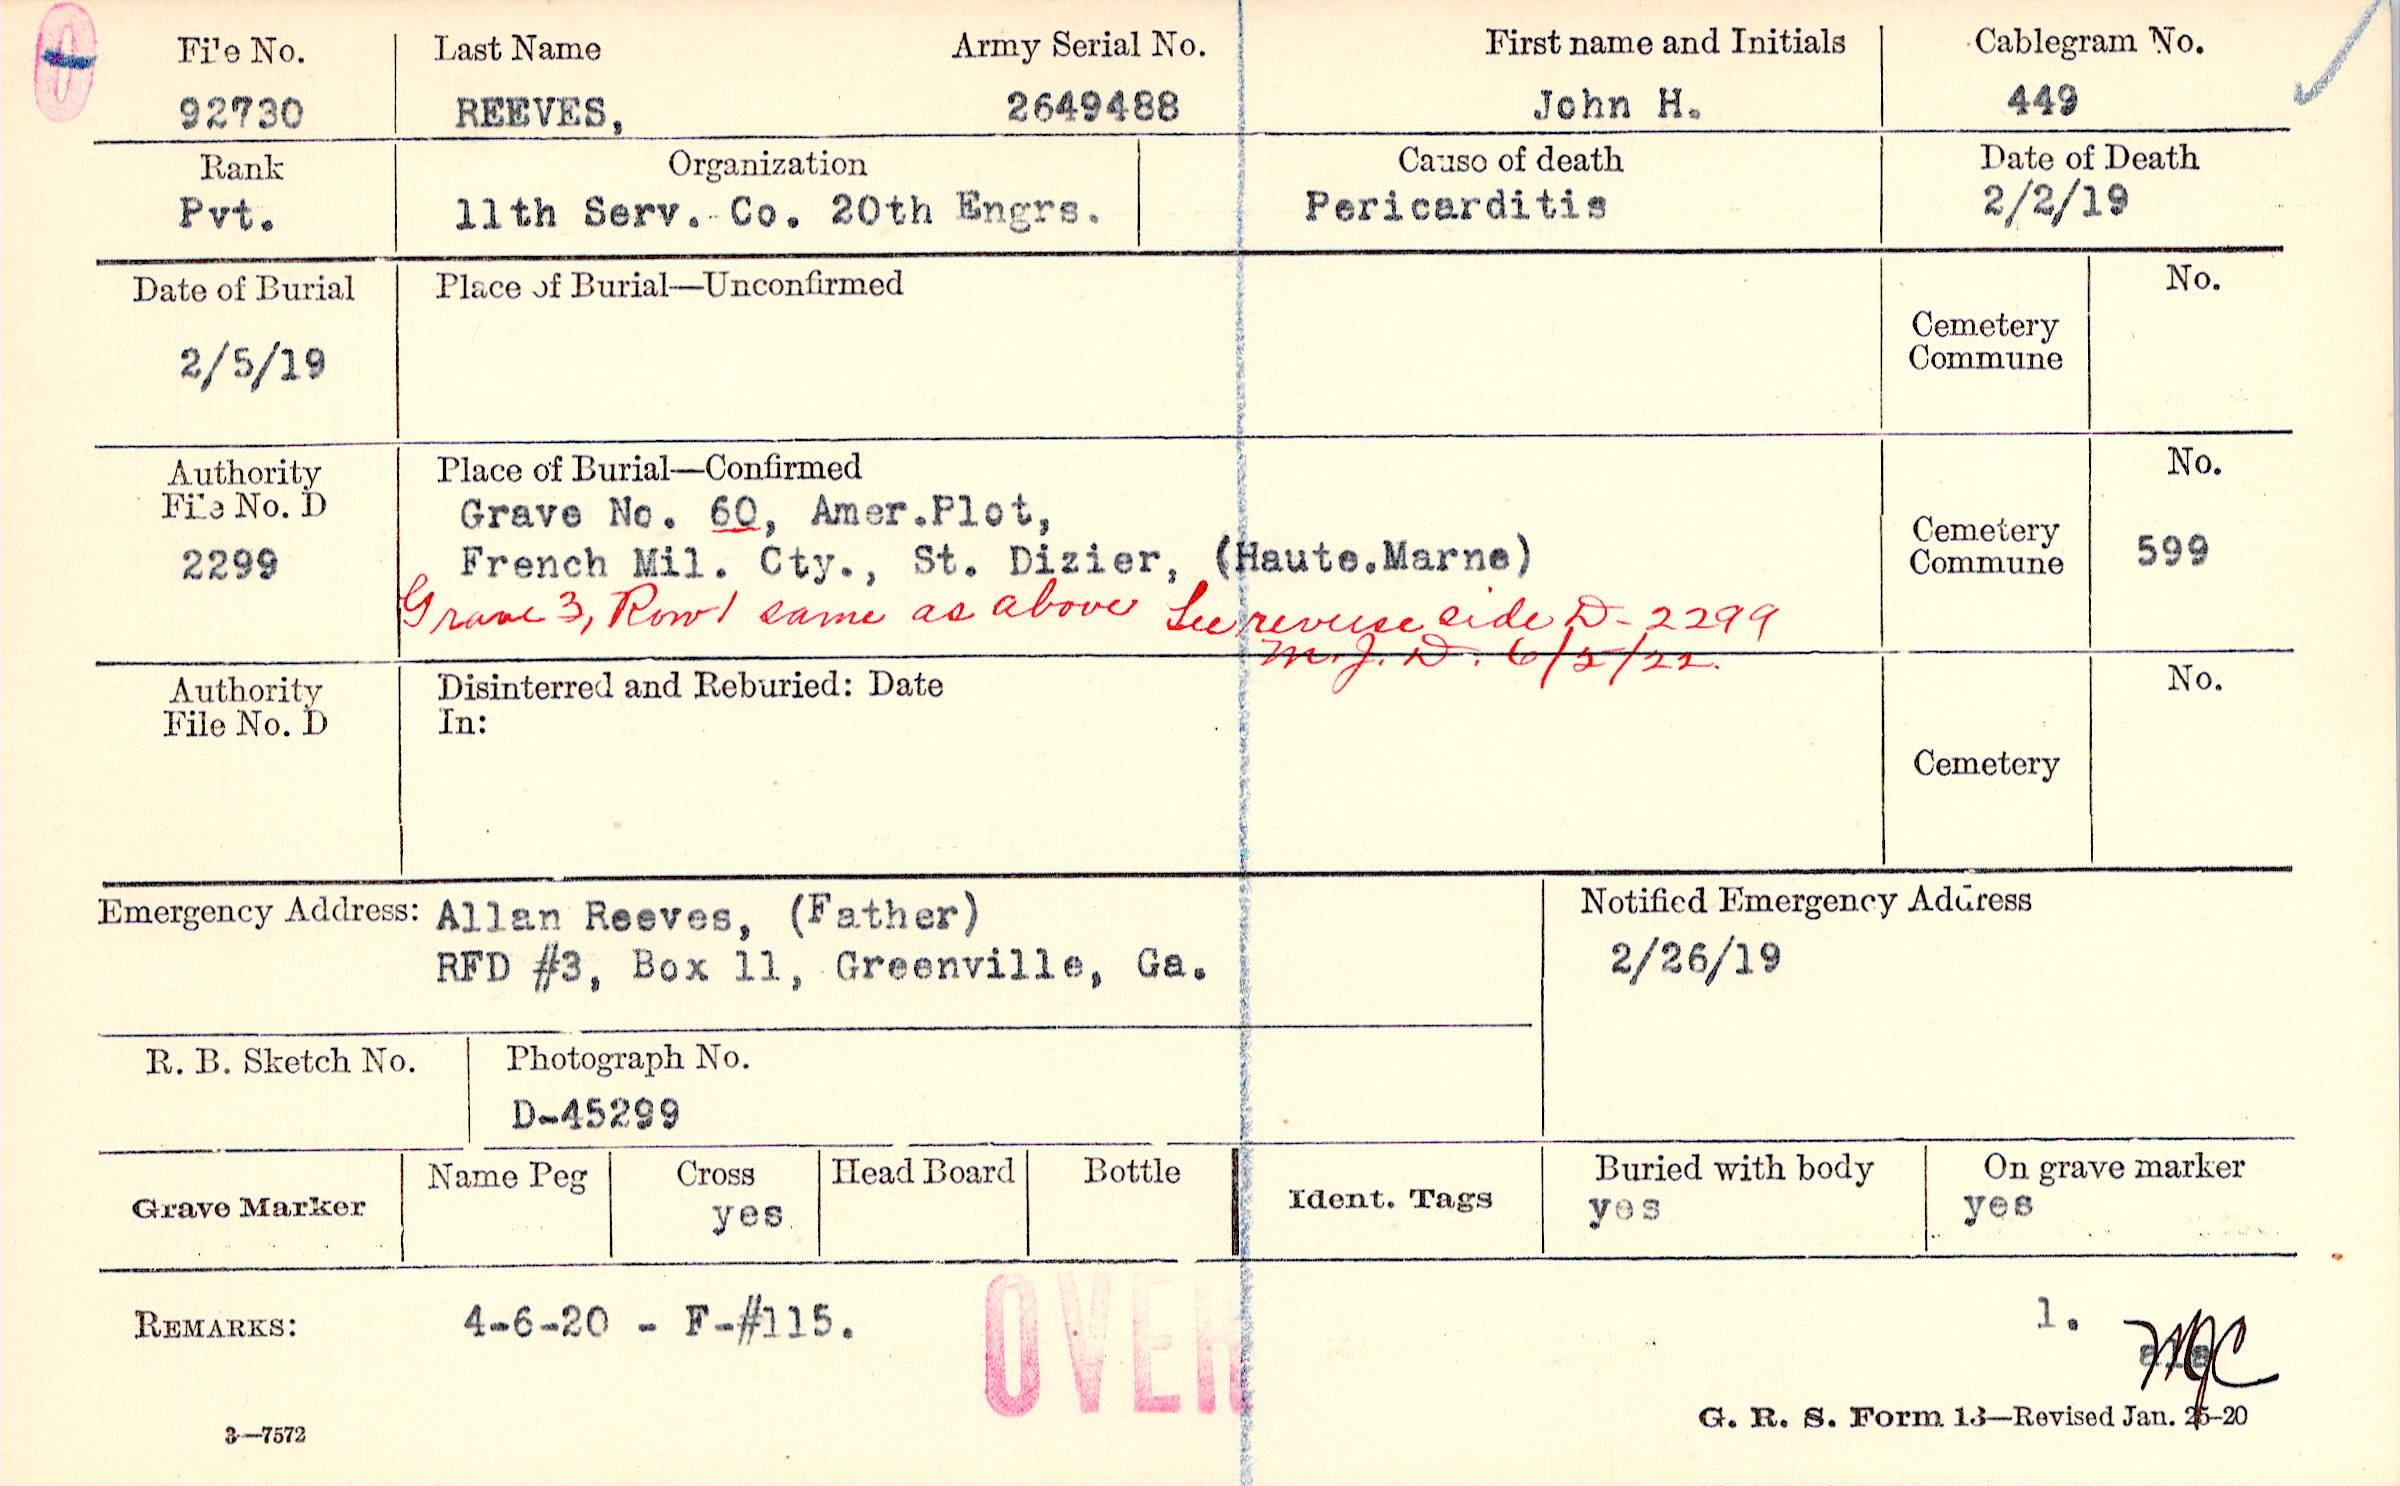 File No.
Last Name
Army Serial No.
First name and Initials
Cablegram No.
92730
REEVES,
2649488
John H.
449
Rank
Organization
Cause of death
Date of Death
Pvt.
11th Serv. Co. 20th Engrs.
Pericarditis
2/2/19
Date of Burial
Place of Burial—Unconfirmed
Cemetery
Commune
No.
2/5/19
Authority
File No. D
2299
Place of Burial—Confirmed
Grave No. 60, Amer.Plot,
French Mil. Cty., St. Dizier, (Haute.Marne)
Grave 3, Row 1 same as above See reverse side D-2299
M.J.D. 6/5/22.
Cemetery
Commune
No.
599
Authority
File No. D
Disinterred and Reburied: Date
In:
Cemetery
No.
Emergency Address: Allan Reeves, (Father)
RFD #3, Box 11, Greenville, Ga.
Notified Emergency Address
2/26/19
R. B. Sketch No.
Photograph No.
D-45299
Grave Marker
Name Peg
Cross
yes
Head Board
Bottle
Ident. Tags
Buried with body
yes
On grave marker
yes
REMARKS:
4-6-20 - F-#115.
OVER
1.
MJC
G. R. S. Form 13—Revised Jan. 25-20
3—7572